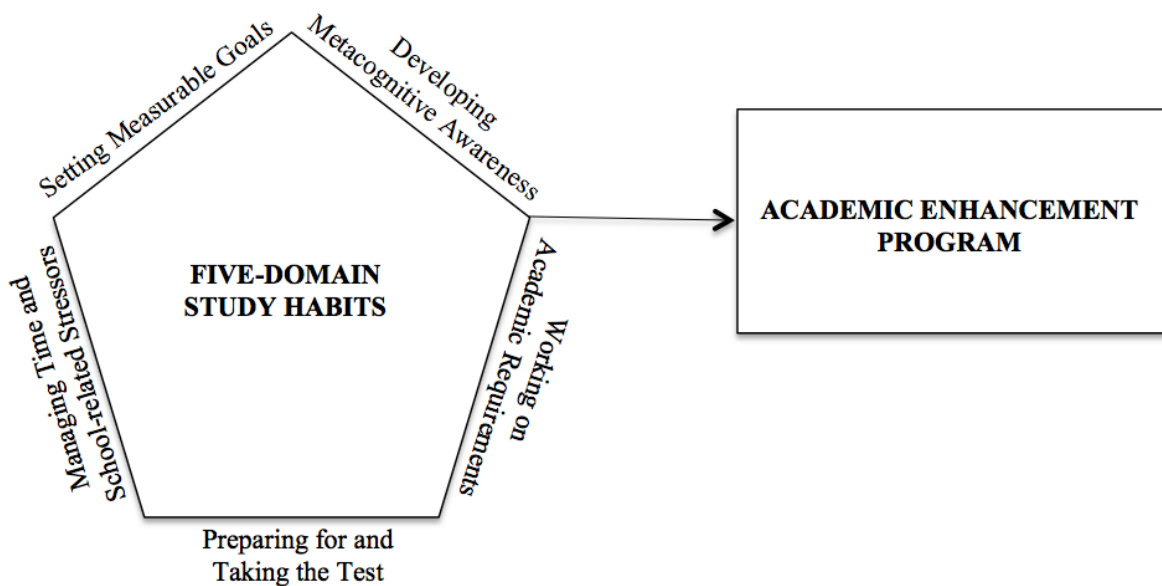 Setting Measurable Goals
Developing
Metacognitive Awareness
FIVE-DOMAIN
STUDY HABITS
ACADEMIC ENHANCEMENT
PROGRAM
Managing Time and
School-related Stressors
Working on
Academic Requirements
Preparing for and
Taking the Test